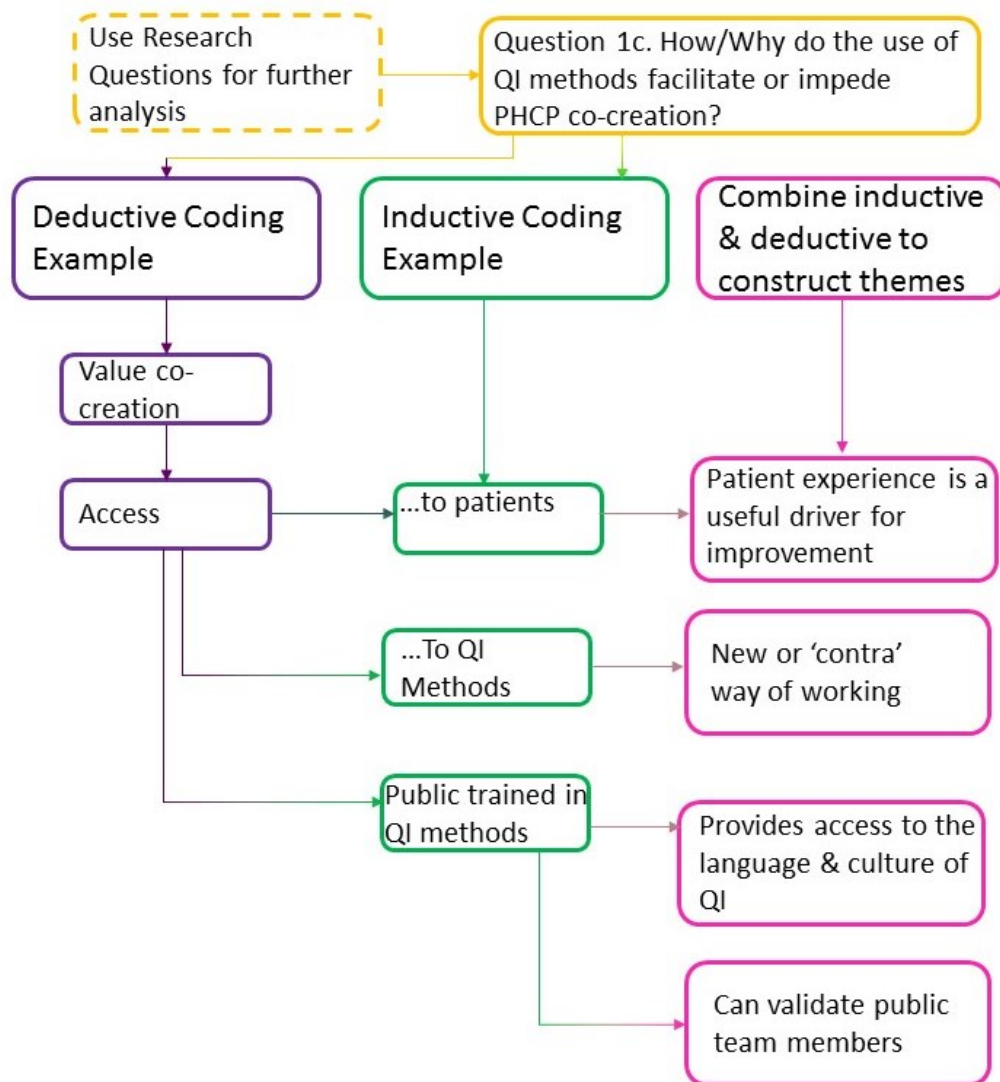 Use Research
Questions for further
analysis
Question 1c. How/Why do the use of
QI methods facilitate or impede
PHCP co-creation?
Deductive Coding
Example
Inductive Coding
Example
Combine inductive
& deductive to
construct themes
Value co-
creation
Access
...to patients
Patient experience is a
useful driver for
improvement
...To QI
Methods
New or ‘contra’
way of working
Public trained in
QI methods
Provides access to the
language & culture of
QI
Can validate public
team members